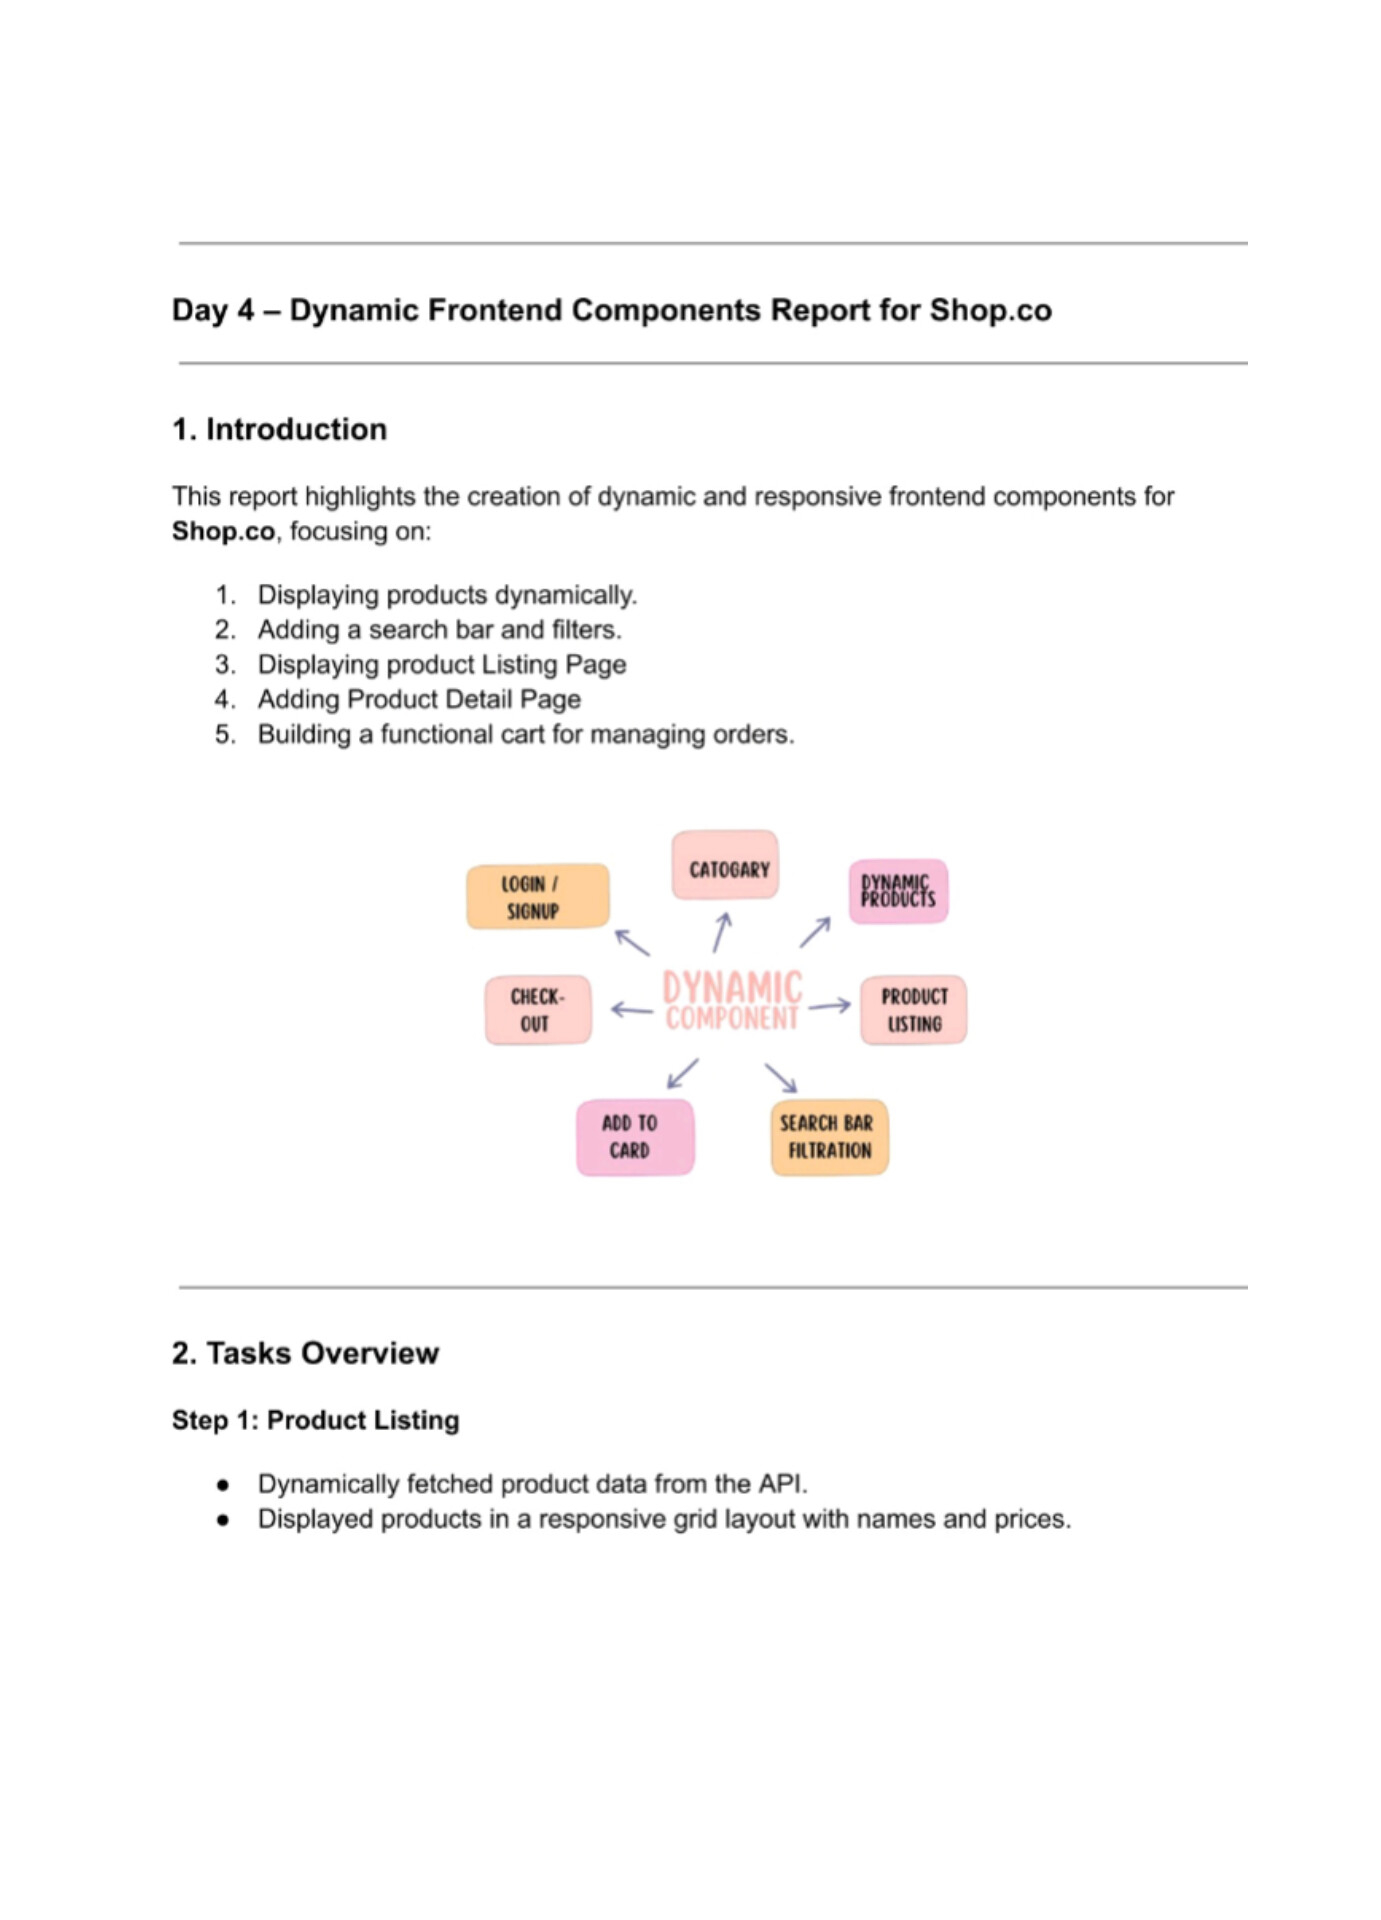 Day 4 – Dynamic Frontend Components Report for Shop.co
1. Introduction
This report highlights the creation of dynamic and responsive frontend components for
Shop.co, focusing on:
1. Displaying products dynamically.
2. Adding a search bar and filters.
3. Displaying product Listing Page
4. Adding Product Detail Page
5. Building a functional cart for managing orders.
CATOGARY
LOGIN /
SIGNUP
DYNAMIC
PRODUCTS
CHECK-
OUT
DYNAMIC
COMPONENT
PRODUCT
LISTING
ADD TO
CARD
SEARCH BAR
FILTRATION
2. Tasks Overview
Step 1: Product Listing
● Dynamically fetched product data from the API.
● Displayed products in a responsive grid layout with names and prices.